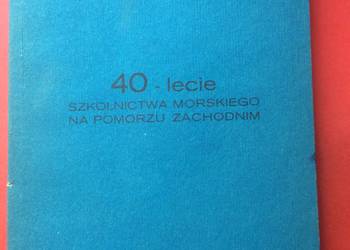 40 - lecie
SZKOLNICTWA MORSKIEGO
NA POMORZU ZACHODNIM